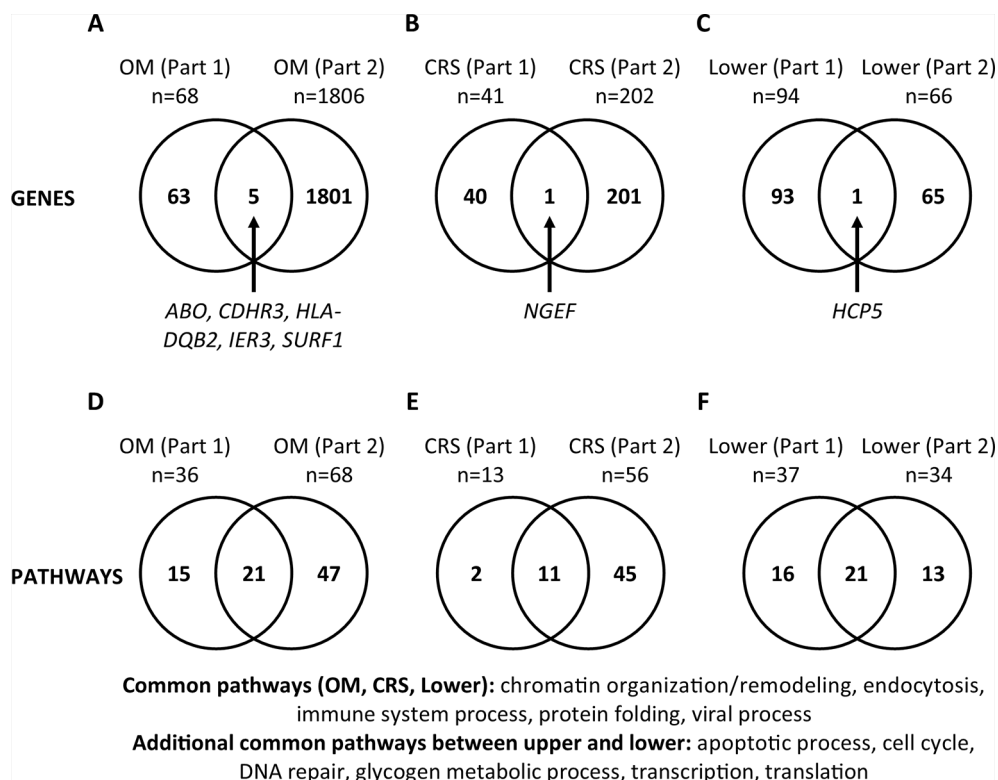 A
B
C
OM (Part 1)
n=68
OM (Part 2)
n=1806
CRS (Part 1)
n=41
CRS (Part 2)
n=202
Lower (Part 1)
n=94
Lower (Part 2)
n=66
GENES
63
5
1801
40
1
201
93
1
65
ABO, CDHR3, HLA-
DQB2, IER3, SURF1
NGEF
HCP5
D
E
F
OM (Part 1)
n=36
OM (Part 2)
n=68
CRS (Part 1)
n=13
CRS (Part 2)
n=56
Lower (Part 1)
n=37
Lower (Part 2)
n=34
PATHWAYS
15
21
47
2
11
45
16
21
13
Common pathways (OM, CRS, Lower): chromatin organization/remodeling, endocytosis,
immune system process, protein folding, viral process
Additional common pathways between upper and lower: apoptotic process, cell cycle,
DNA repair, glycogen metabolic process, transcription, translation